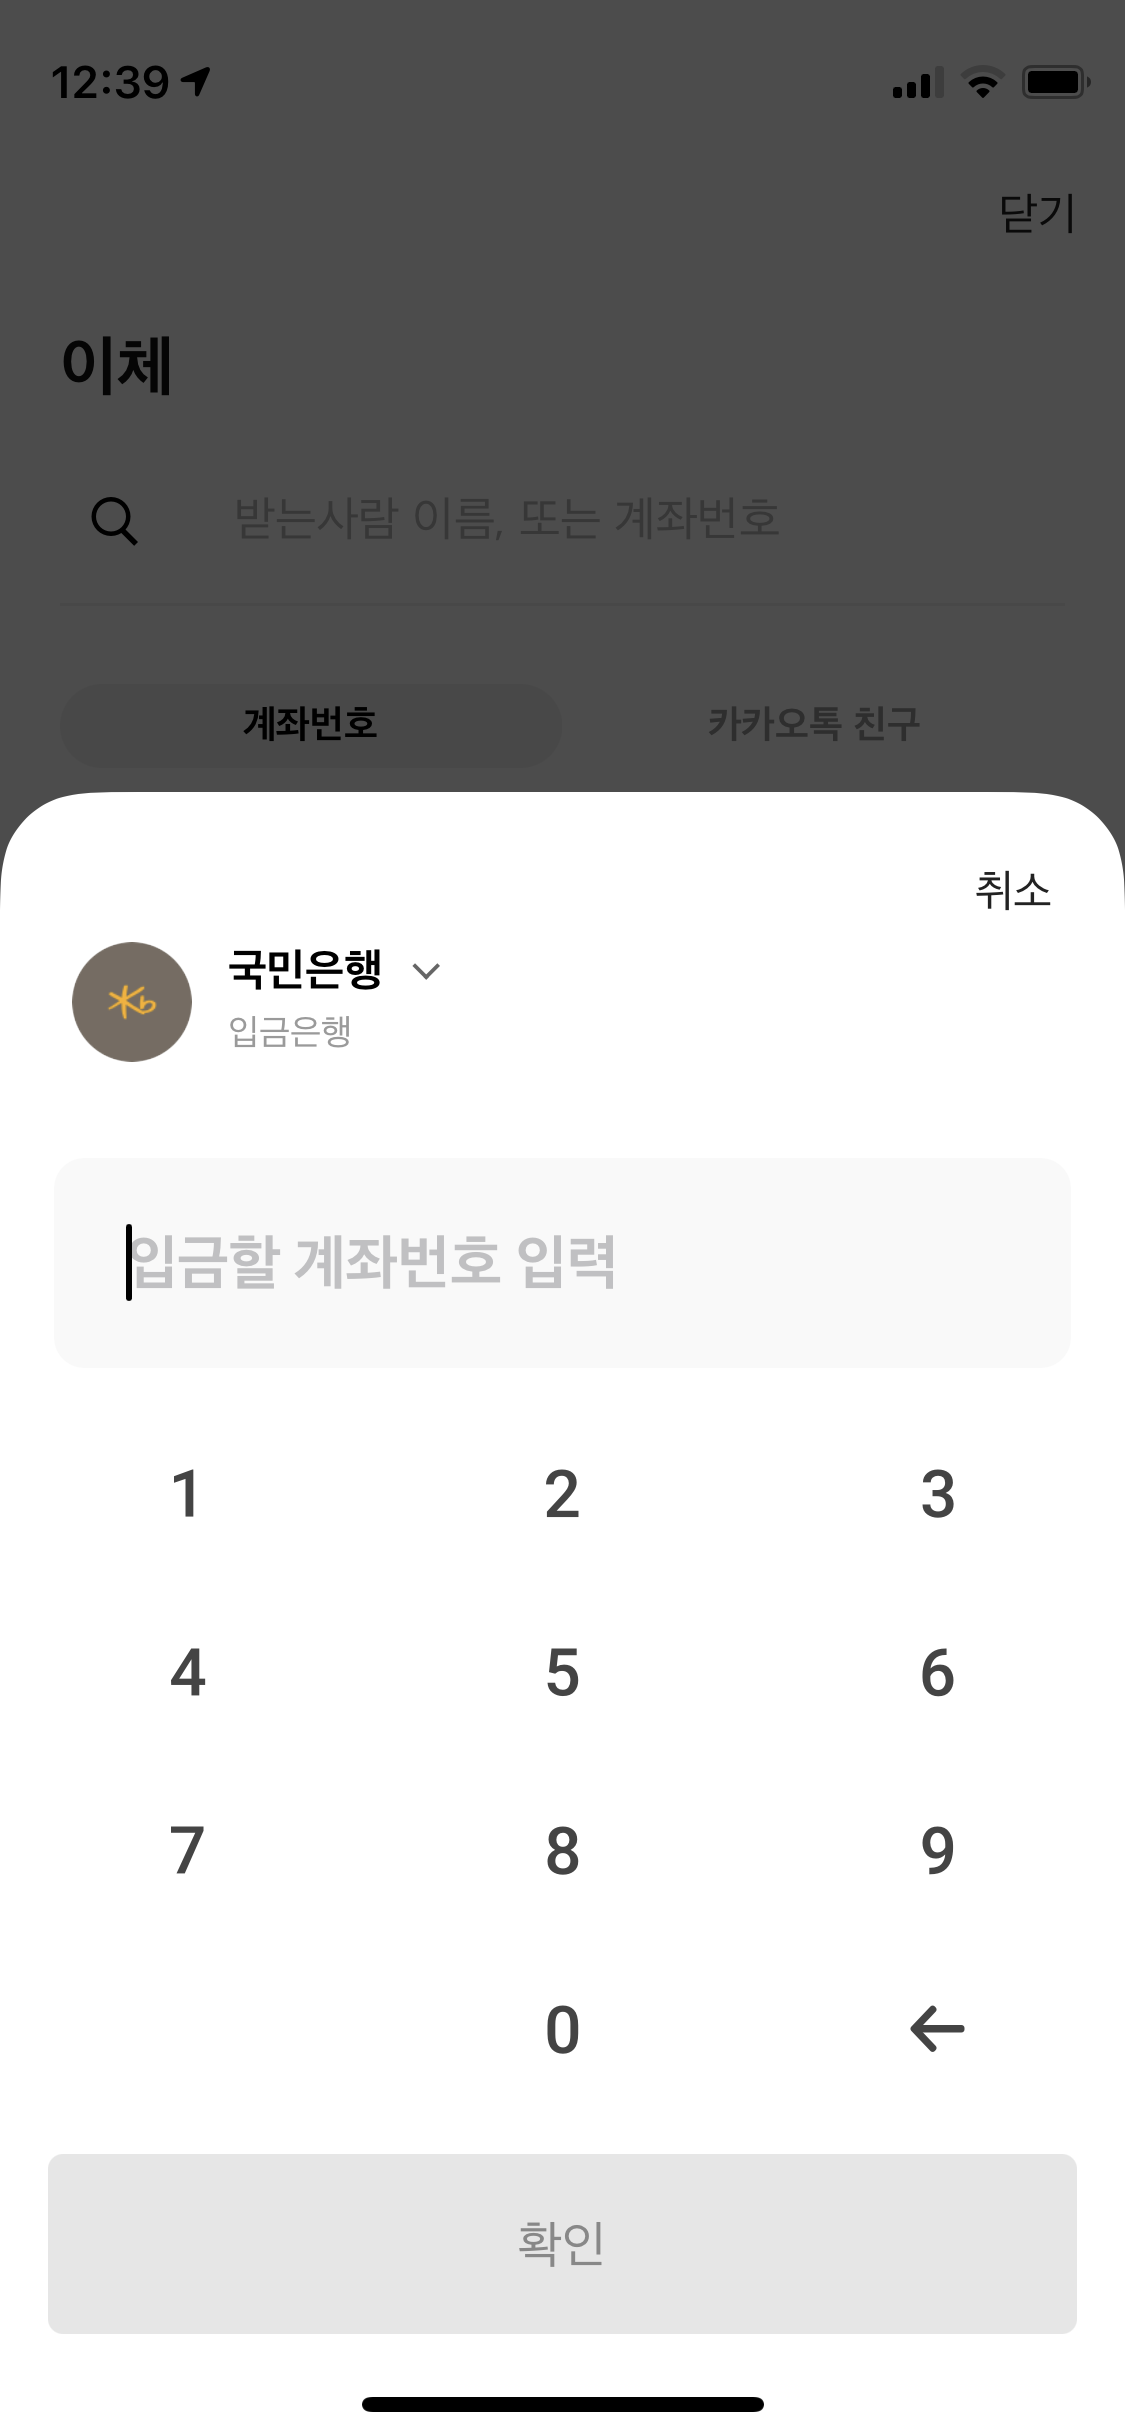 12:39
닫기
이체
받는사람 이름, 또는 계좌번호
계좌번호 카카오톡 친구
취소
국민은행
입금은행
입금할 계좌번호 입력
1 2 3
4 5 6
7 8 9
0
확인